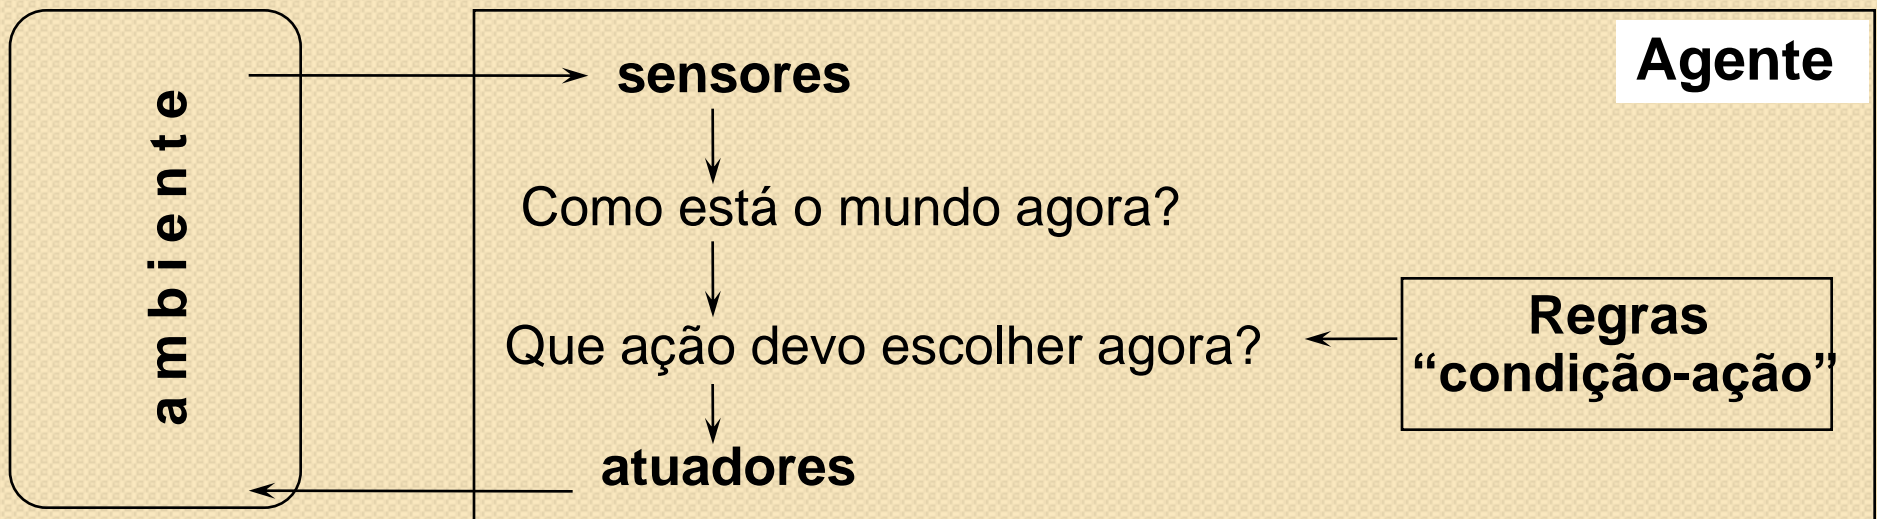 ambiente
sensores
Agente
Como está o mundo agora?
Que ação devo escolher agora?
Regras
“condição-ação”
atuadores